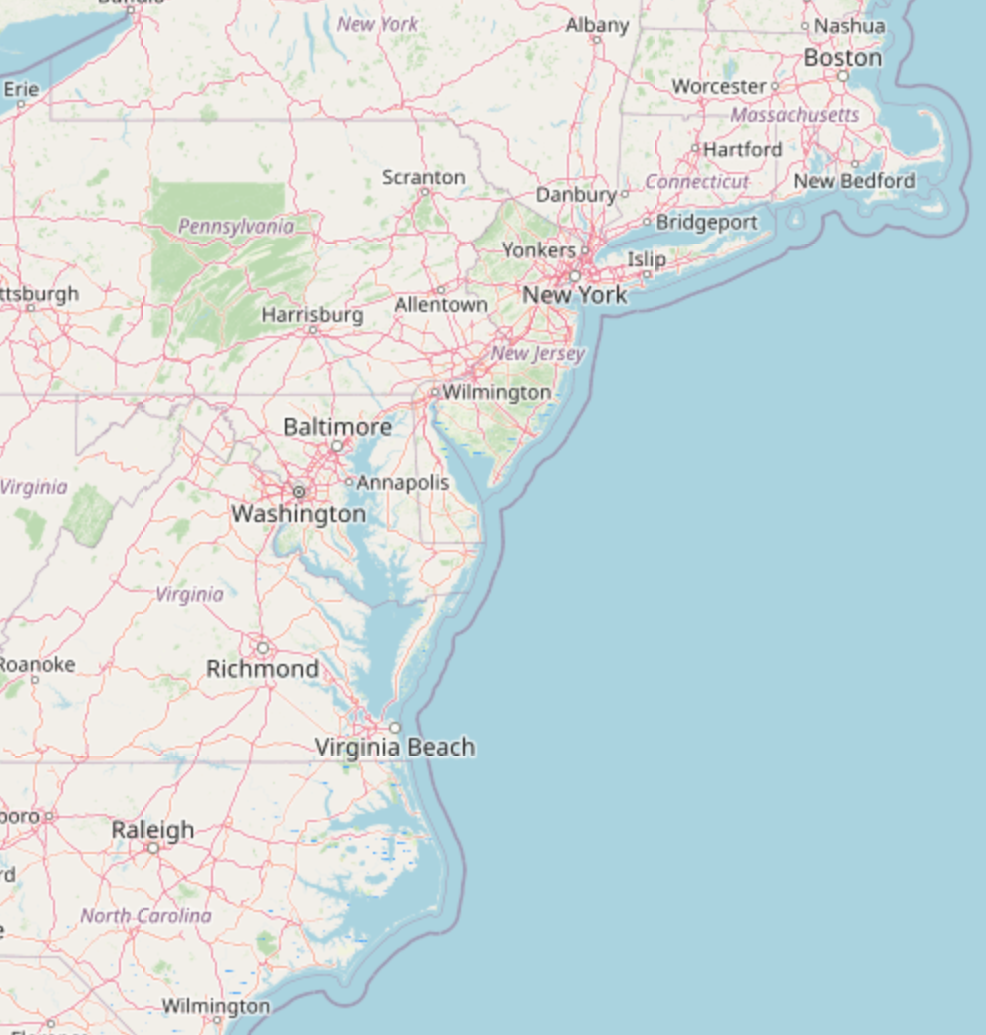 Buffalo
New York
Albany
Nashua
Boston
Erie
Worcester
Massachusetts
Hartford
Scranton
Connecticut
New Bedford
Danbury
Pennsylvania
Bridgeport
Yonkers
Islip
ttsburgh
New York
Allentown
Harrisburg
New Jersey
Wilmington
Baltimore
Annapolis
Virginia
Washington
Virginia
Roanoke
Richmond
Virginia Beach
boro
Raleigh
rd
North Carolina
e
Wilmington